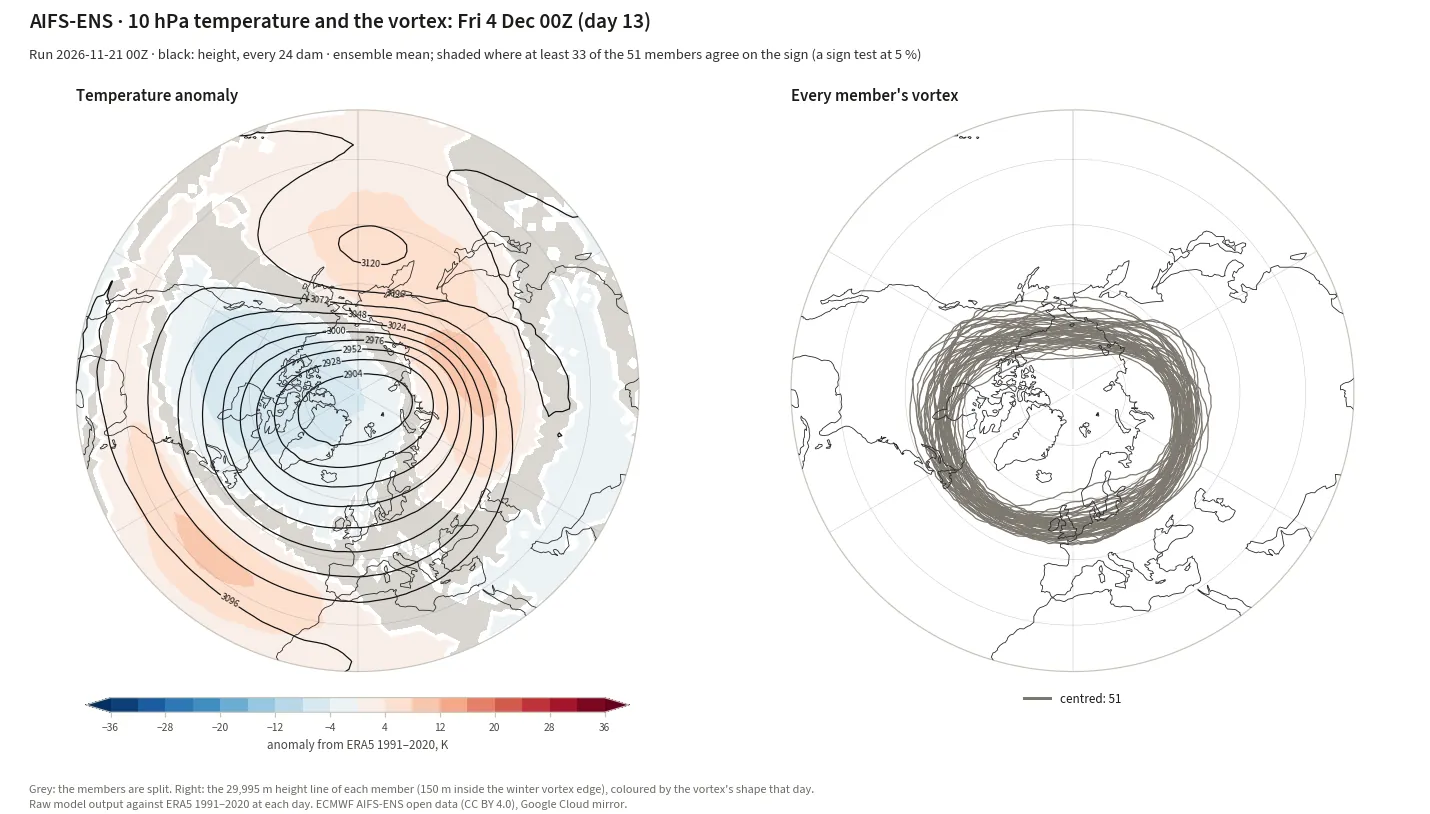 AIFS-ENS · 10 hPa temperature and the vortex: Fri 4 Dec 00Z (day 13)
Run 2026-11-21 00Z · black: height, every 24 dam · ensemble mean; shaded where at least 33 of the 51 members agree on the sign (a sign test at 5 %)
Temperature anomaly
Every member's vortex
3120
3096
3072
3048
3024
3000
2976
2952
2928
2904
3096
centred: 51
−36 −28 −20 −12 −4 4 12 20 28 36
anomaly from ERA5 1991–2020, K
Grey: the members are split. Right: the 29,995 m height line of each member (150 m inside the winter vortex edge), coloured by the vortex's shape that day.
Raw model output against ERA5 1991–2020 at each day. ECMWF AIFS-ENS open data (CC BY 4.0), Google Cloud mirror.